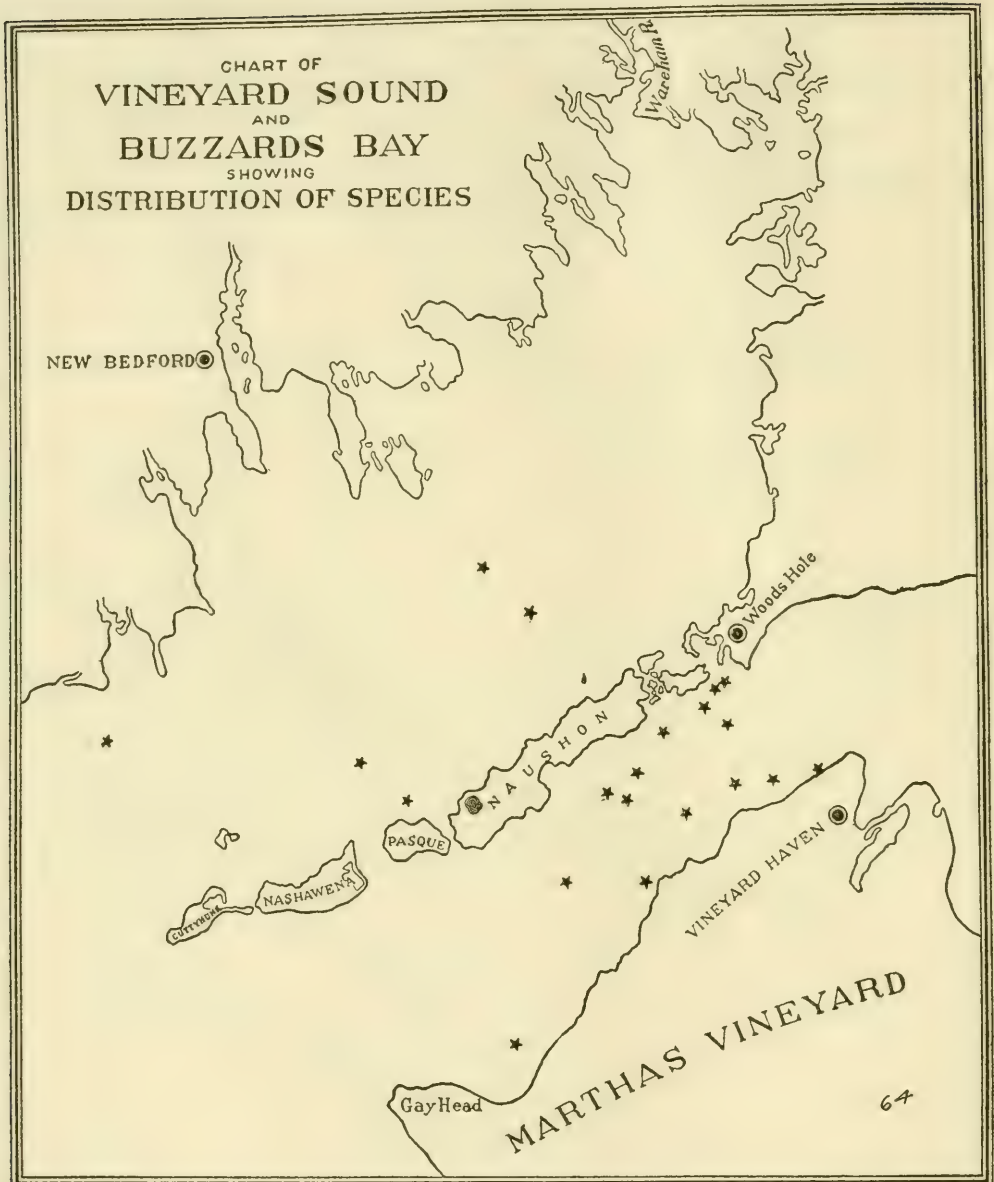 CHART OF
VINEYARD SOUND
AND
BUZZARDS BAY
SHOWING
DISTRIBUTION OF SPECIES
Wareham R.
NEW BEDFORD
Woods Hole
NAUSHON
PASQUE
NASHAWENA
CUTTYHUNK
VINEYARD HAVEN
MARTHAS VINEYARD
Gay Head
64